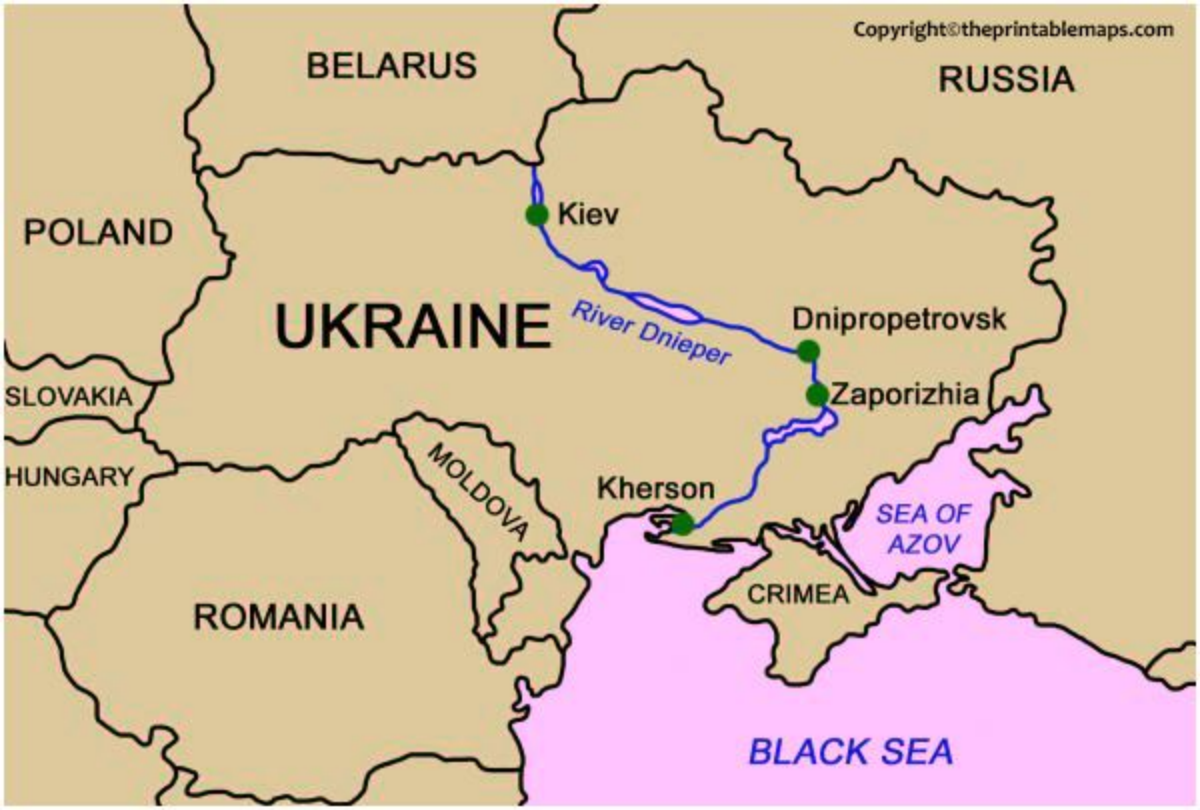 Copyright©theprintablemaps.com
BELARUS
RUSSIA
POLAND
Kiev
UKRAINE
River Dnieper
Dnipropetrovsk
SLOVAKIA
Zaporizhia
HUNGARY
MOLDOVA
Kherson
SEA OF
AZOV
CRIMEA
ROMANIA
BLACK SEA